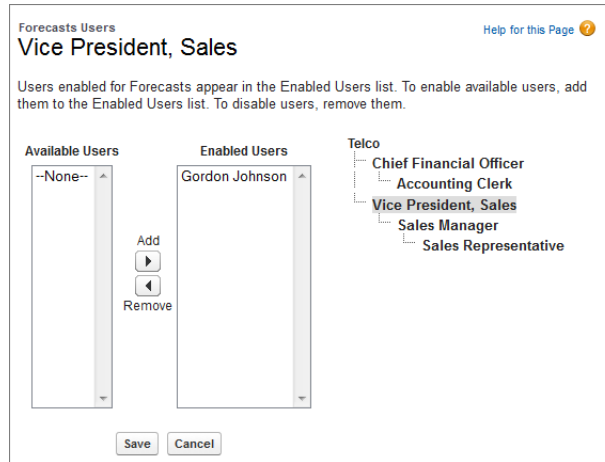 Forecasts Users
Help for this Page ?
Vice President, Sales
Users enabled for Forecasts appear in the Enabled Users list. To enable available users, add
them to the Enabled Users list. To disable users, remove them.
Available Users
Enabled Users
--None--
Gordon Johnson
Add
Remove
Telco
Chief Financial Officer
Accounting Clerk
Vice President, Sales
Sales Manager
Sales Representative
Save
Cancel